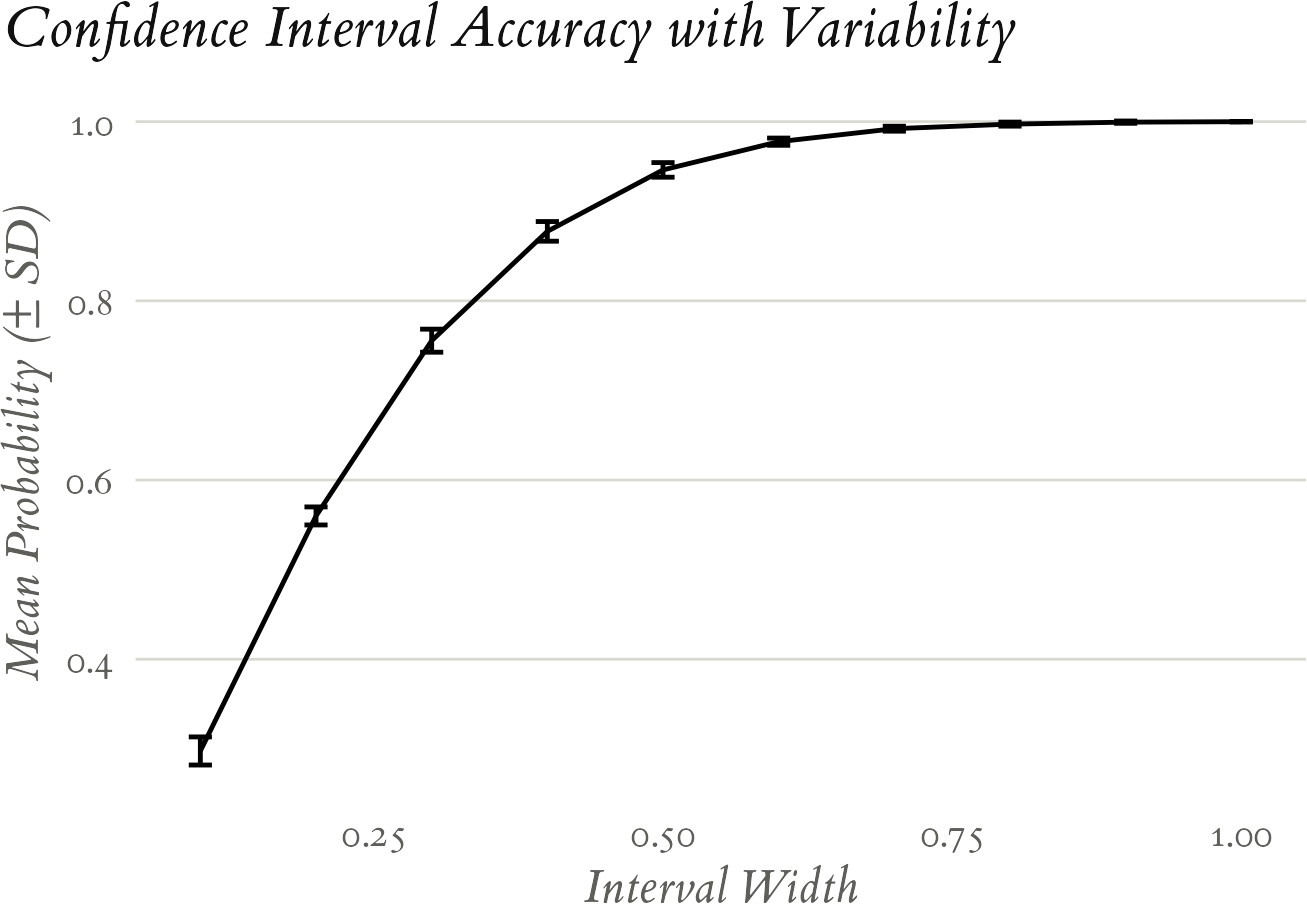 Confidence Interval Accuracy with Variability
Mean Probability (± SD)
1.0
0.8
0.6
0.4
0.25 0.50 0.75 1.00
Interval Width